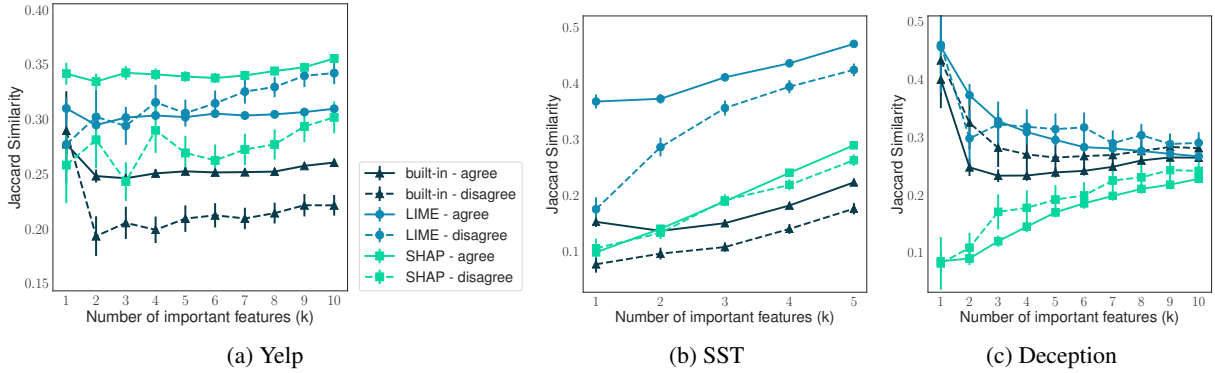 0.40
0.35
0.30
0.25
0.20
0.15
Jaccard Similarity
1 2 3 4 5 6 7 8 9 10
Number of important features (k)
(a) Yelp
built-in - agree
built-in - disagree
LIME - agree
LIME - disagree
SHAP - agree
SHAP - disagree
0.5
0.4
0.3
0.2
0.1
Jaccard Similarity
1 2 3 4 5
Number of important features (k)
(b) SST
0.5
0.4
0.3
0.2
0.1
Jaccard Similarity
1 2 3 4 5 6 7 8 9 10
Number of important features (k)
(c) Deception